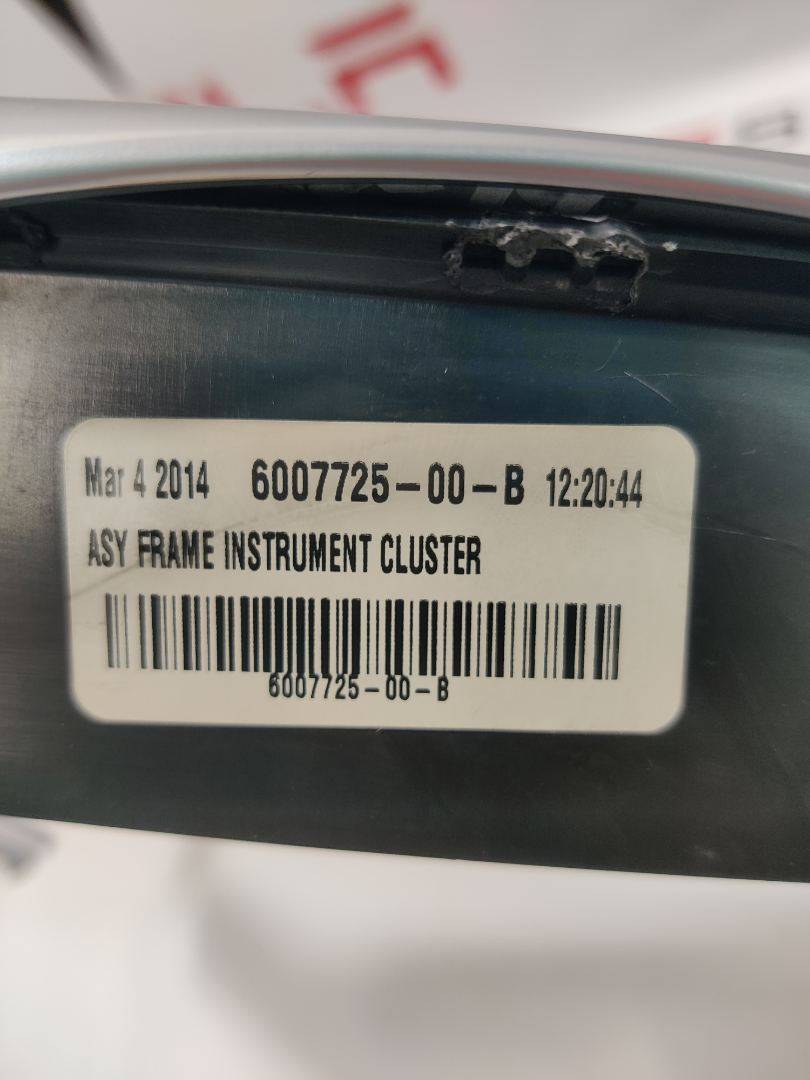 Mar 4 2014 6007725-00-B 12:20:44
ASY FRAME INSTRUMENT CLUSTER
6007725-00-B